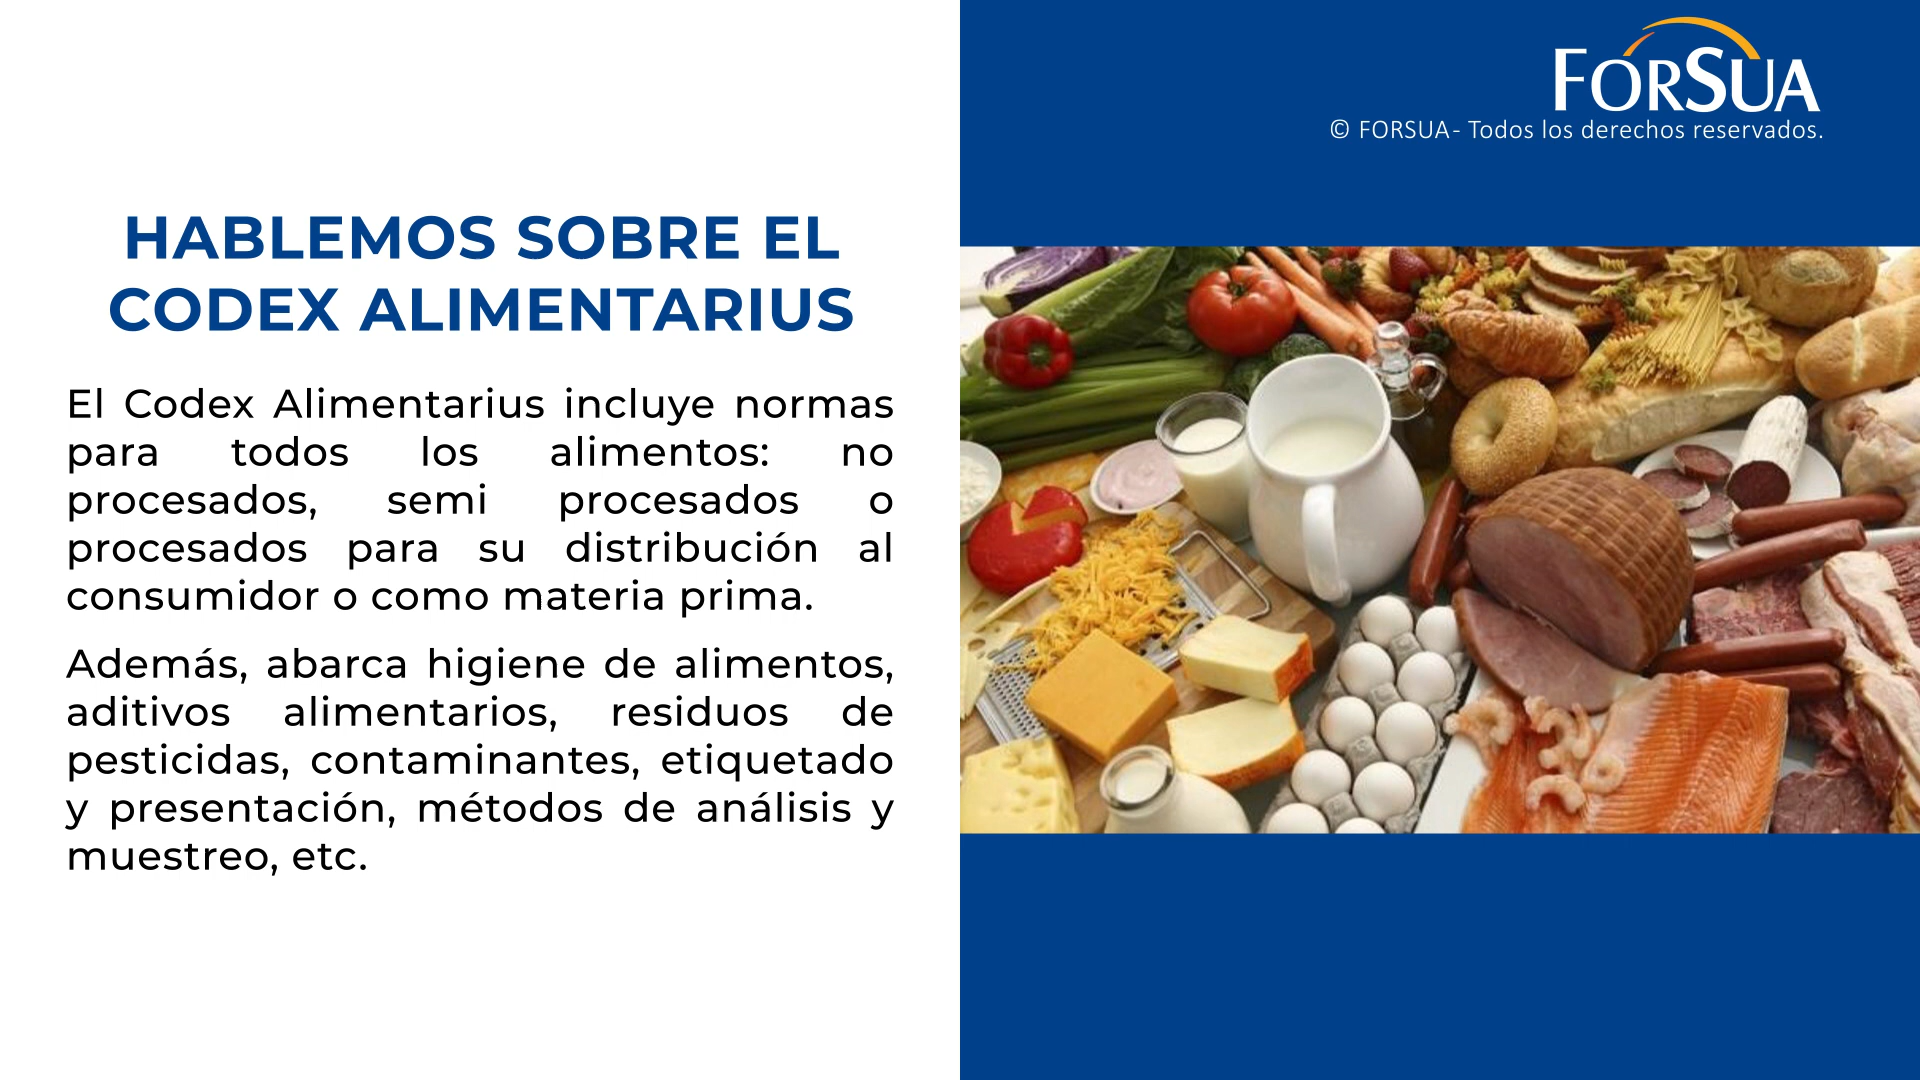 FORSUA
© FORSUA- Todos los derechos reservados.
HABLEMOS SOBRE EL
CODEX ALIMENTARIUS
El Codex Alimentarius incluye normas
para todos los alimentos: no
procesados, semi procesados o
procesados para su distribución al
consumidor o como materia prima.
Además, abarca higiene de alimentos,
aditivos alimentarios, residuos de
pesticidas, contaminantes, etiquetado
y presentación, métodos de análisis y
muestreo, etc.